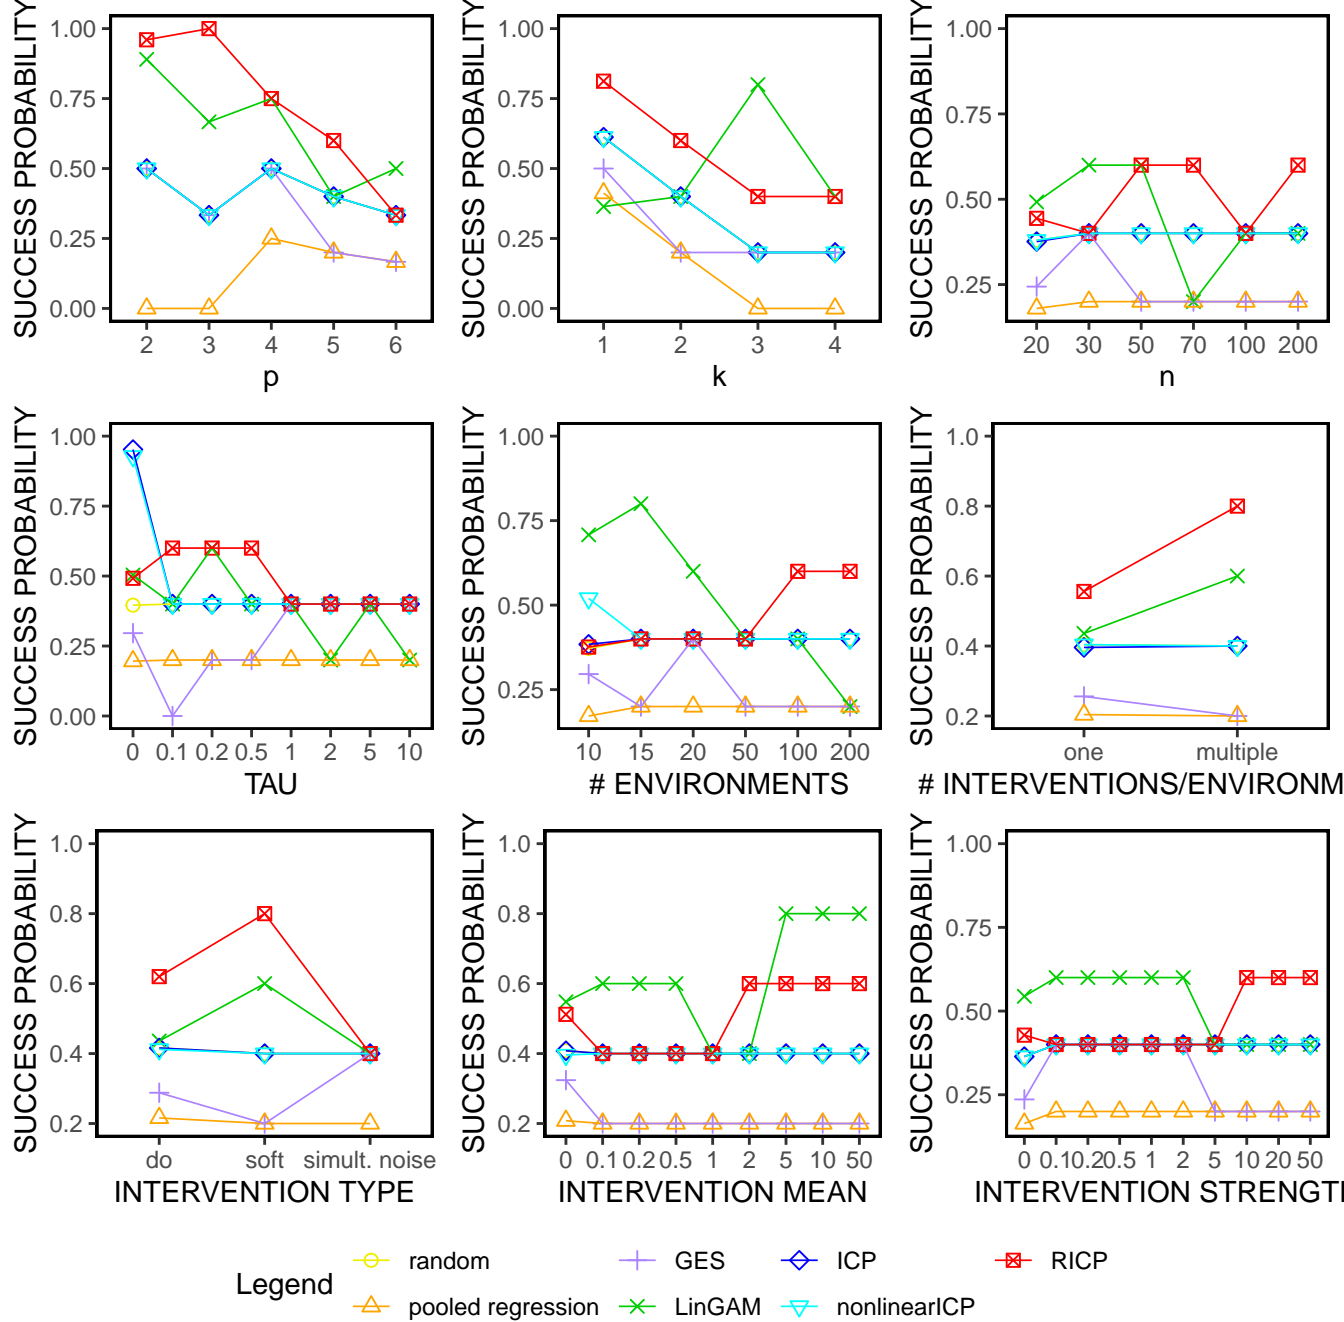 SUCCESS PROBABILITY
1.00
0.75
0.50
0.25
0.00
2 3 4 5 6
p
SUCCESS PROBABILITY
1.00
0.75
0.50
0.25
0.00
1 2 3 4
k
SUCCESS PROBABILITY
1.00
0.75
0.50
0.25
20 30 50 70 100 200
n
SUCCESS PROBABILITY
1.00
0.75
0.50
0.25
0.00
0 0.1 0.2 0.5 1 2 5 10
TAU
SUCCESS PROBABILITY
1.00
0.75
0.50
0.25
10 15 20 50 100 200
# ENVIRONMENTS
SUCCESS PROBABILITY
1.0
0.8
0.6
0.4
0.2
one multiple
# INTERVENTIONS/ENVIRONM
SUCCESS PROBABILITY
1.0
0.8
0.6
0.4
0.2
do soft simult. noise
INTERVENTION TYPE
SUCCESS PROBABILITY
1.0
0.8
0.6
0.4
0.2
0 0.1 0.2 0.5 1 2 5 10 50
INTERVENTION MEAN
SUCCESS PROBABILITY
1.00
0.75
0.50
0.25
0 0.1 0.2 0.5 1 2 5 10 20 50
INTERVENTION STRENGT
Legend
random GES ICP RICP
pooled regression LinGAM nonlinearICP